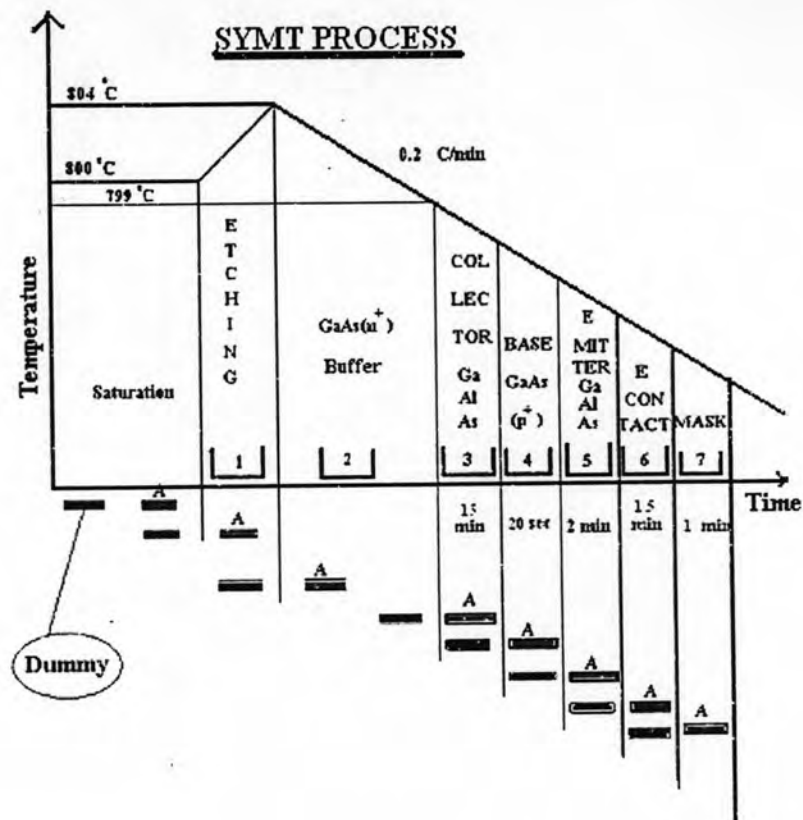 SYMT PROCESS
804 °C
0.2 C/min
800 °C
799 °C
Temperature
Saturation
E
T
C
H
I
N
G
GaAs(n⁺)
Buffer
COL
LEC
TOR
Ga
Al
As
BASE
GaAs
(p⁺)
E
MIT
TER
Ga
Al
As
E
CON
TACT
MASK
1
2
3
4
5
6
7
Time
15
min
20 sec
2 min
15
min
1 min
A
A
A
A
A
A
A
A
Dummy